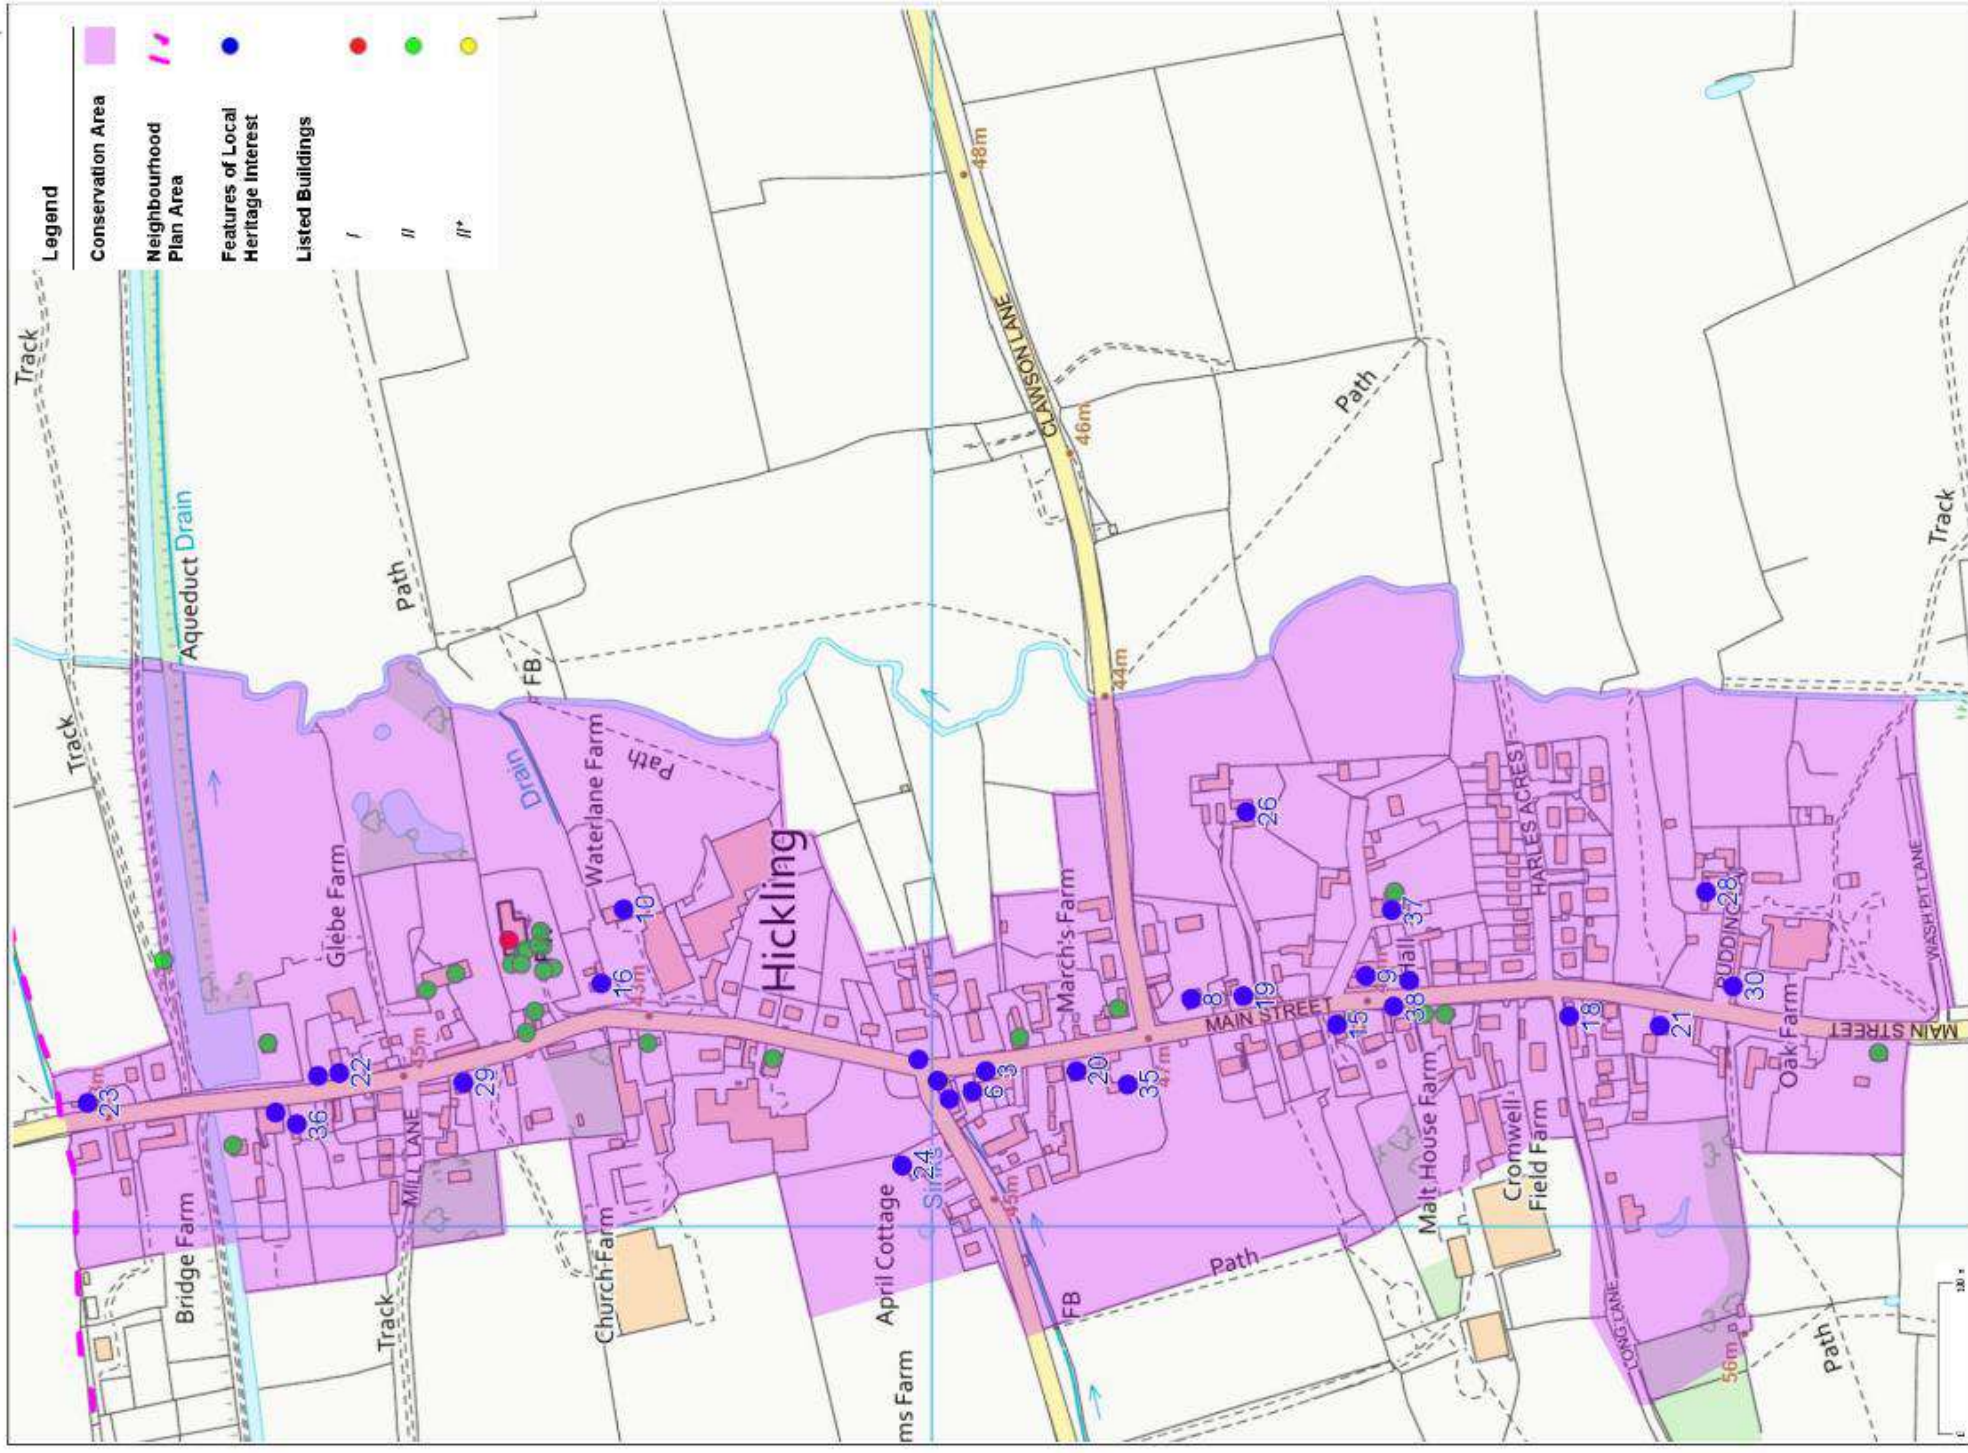 Legend
Conservation Area
Neighbourhood
Plan Area
Features of Local
Heritage Interest
Listed Buildings
I
II
II*
Track
Track
Aqueduct Drain
Path
FB
Drain
Waterlane Farm
Path
Glebe Farm
Hickling
CLAWSON LANE
48m
46m
44m
Path
Track
March's Farm
HARLES ACRES
WASH PIT LANE
PUDDING
MAIN STREET
MAIN STREET
Oak Farm
Hall
43m
45m
47m
45m
56m
MILL LANE
Bridge Farm
Track
Church Farm
April Cottage
ms Farm
FB
Path
Malt House Farm
Cromwell
Field Farm
LONG LANE
Path
23
22
36
29
16
10
24
6
3
20
35
8
19
26
15
9
38
37
18
21
28
30